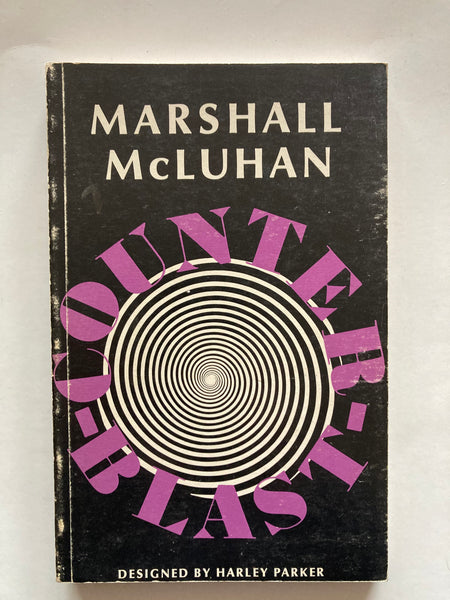 MARSHALL
McLUHAN
COUNTER-
-BLAST
DESIGNED BY HARLEY PARKER